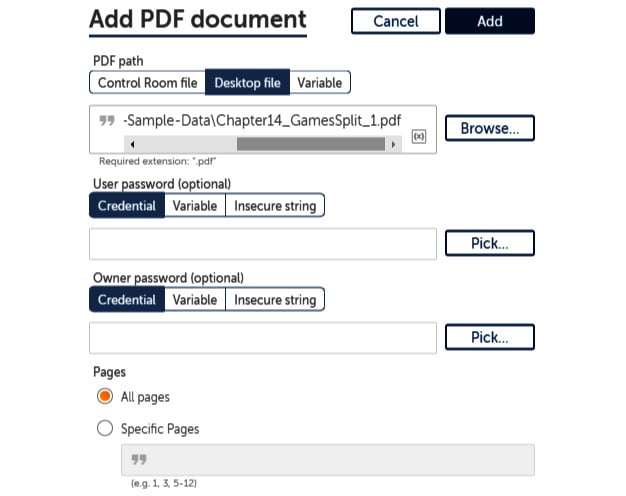 Add PDF document
Cancel
Add
PDF path
Control Room file
Desktop file
Variable
-Sample-Data\Chapter14_GamesSplit_1.pdf
(x)
Browse...
Required extension: ".pdf"
User password (optional)
Credential
Variable
Insecure string
Pick...
Owner password (optional)
Credential
Variable
Insecure string
Pick...
Pages
All pages
Specific Pages
(e.g. 1, 3, 5-12)